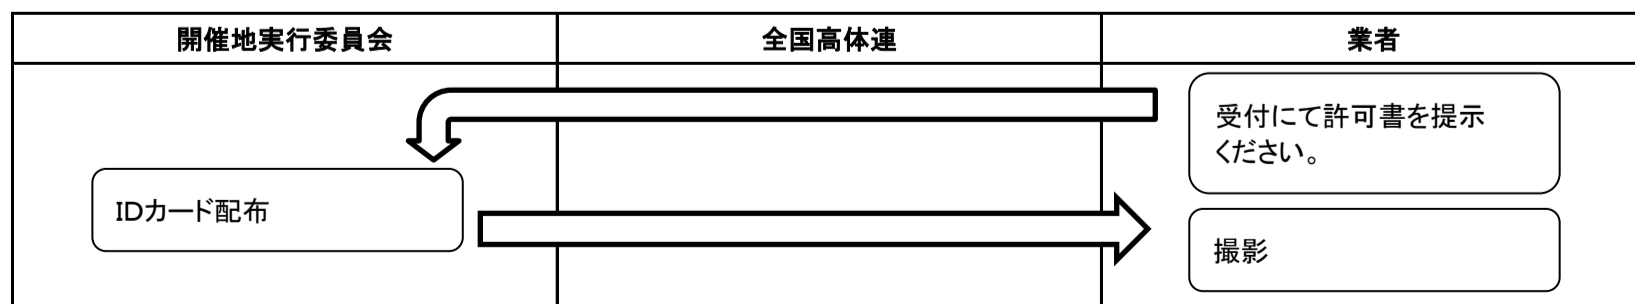 開催地実行委員会
全国高体連
業者
受付にて許可書を提示
ください。
IDカード配布
撮影